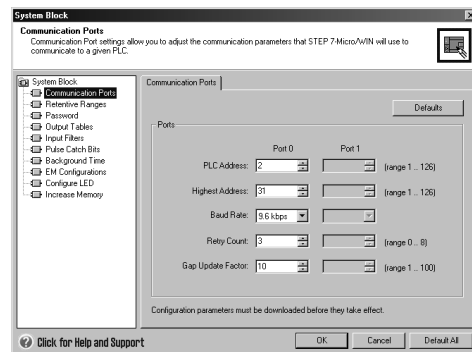 System Block
Communication Ports
Communication Port settings allow you to adjust the communication parameters that STEP 7-Micro/WIN will use to
communicate to a given PLC.
System Block
Communication Ports
Retentive Ranges
Password
Output Tables
Input Filters
Pulse Catch Bits
Background Time
EM Configurations
Configure LED
Increase Memory
Communication Ports
Defaults
Ports
Port 0 Port 1
PLC Address: 2 (range 1 .. 126)
Highest Address: 31 (range 1 .. 126)
Baud Rate: 9.6 kbps
Retry Count: 3 (range 0 .. 8)
Gap Update Factor: 10 (range 1 .. 100)
Configuration parameters must be downloaded before they take effect.
Click for Help and Support
OK Cancel Default All